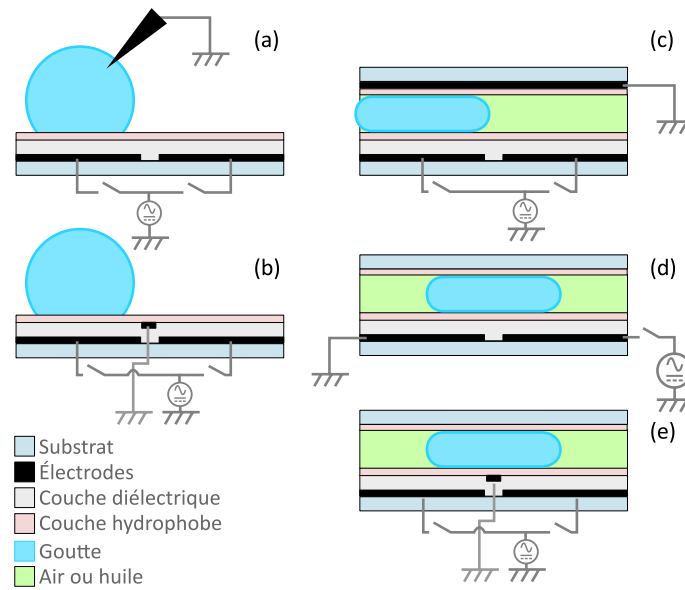 (a)
(b)
(c)
(d)
(e)
Substrat
Électrodes
Couche diélectrique
Couche hydrophobe
Goutte
Air ou huile